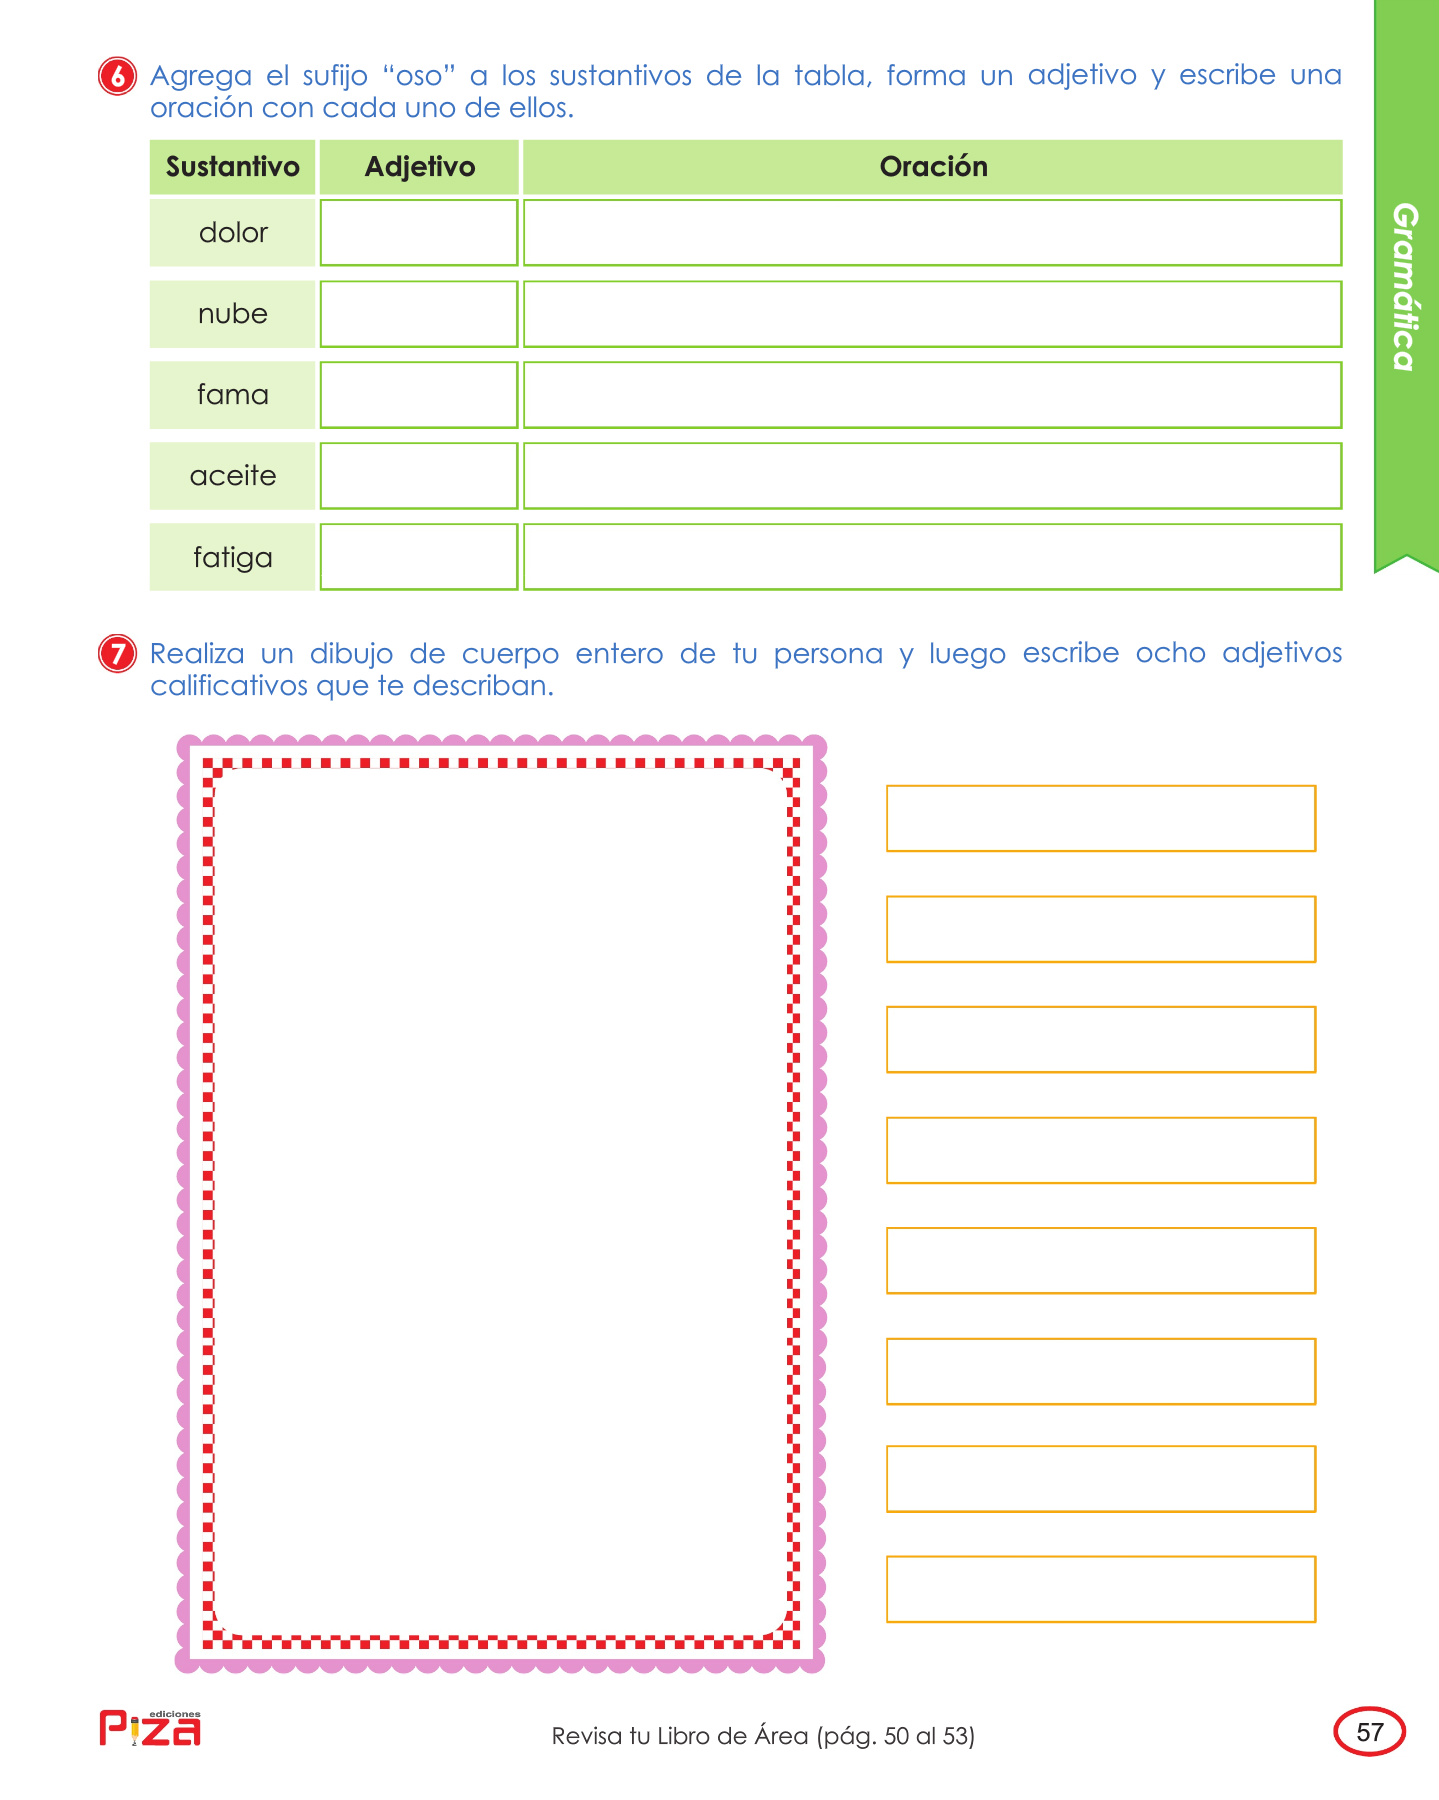 6 Agrega el sufijo “oso” a los sustantivos de la tabla, forma un adjetivo y escribe una
oración con cada uno de ellos.
Sustantivo Adjetivo Oración
dolor
nube
fama
aceite
fatiga
Gramática
7 Realiza un dibujo de cuerpo entero de tu persona y luego escribe ocho adjetivos
calificativos que te describan.
ediciones
Piza
Revisa tu Libro de Área (pág. 50 al 53)
57